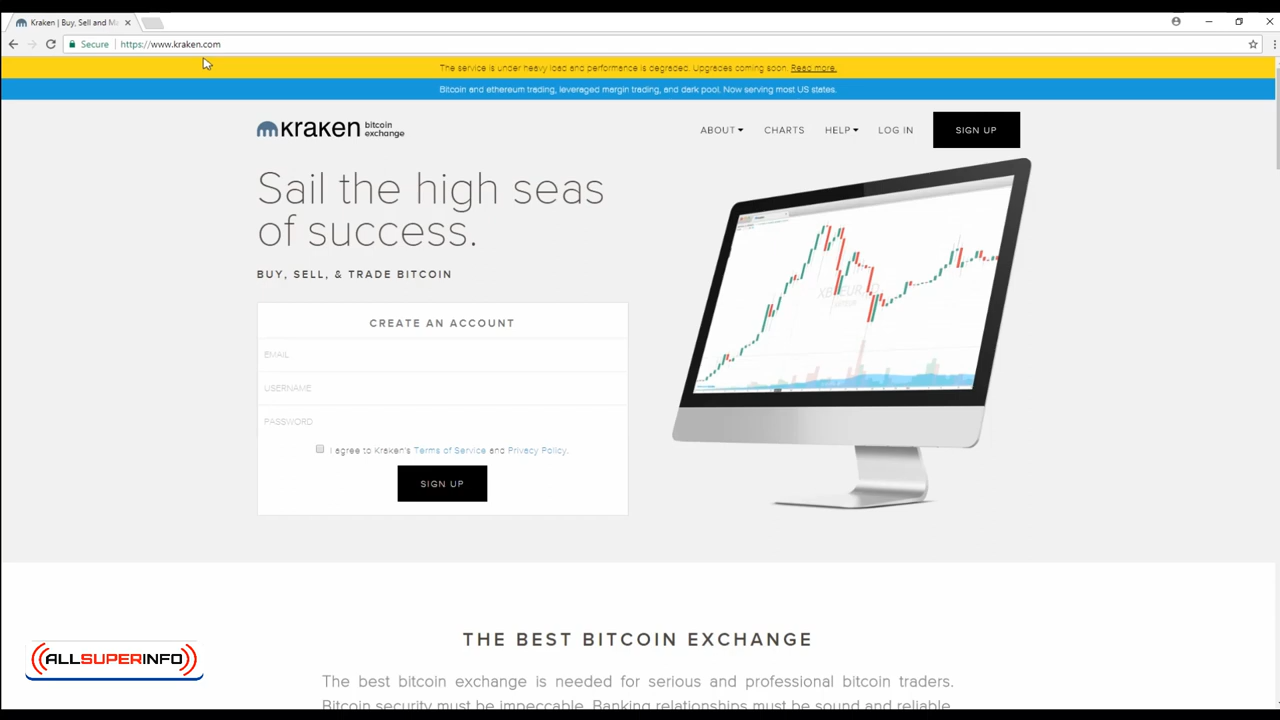 Kraken | Buy, Sell and M
Secure https://www.kraken.com
The service is under heavy load and performance is degraded. Upgrades coming soon. Read more.
Bitcoin and ethereum trading, leveraged margin trading, and dark pool. Now serving most US states.
kraken bitcoin exchange
ABOUT CHARTS HELP LOG IN SIGN UP
Sail the high seas
of success.
BUY, SELL, & TRADE BITCOIN
CREATE AN ACCOUNT
EMAIL
USERNAME
PASSWORD
I agree to Kraken's Terms of Service and Privacy Policy.
SIGN UP
THE BEST BITCOIN EXCHANGE
The best bitcoin exchange is needed for serious and professional bitcoin traders.
Bitcoin security must be impeccable. Banking relationships must be sound and reliable.
ALLSUPERINFO